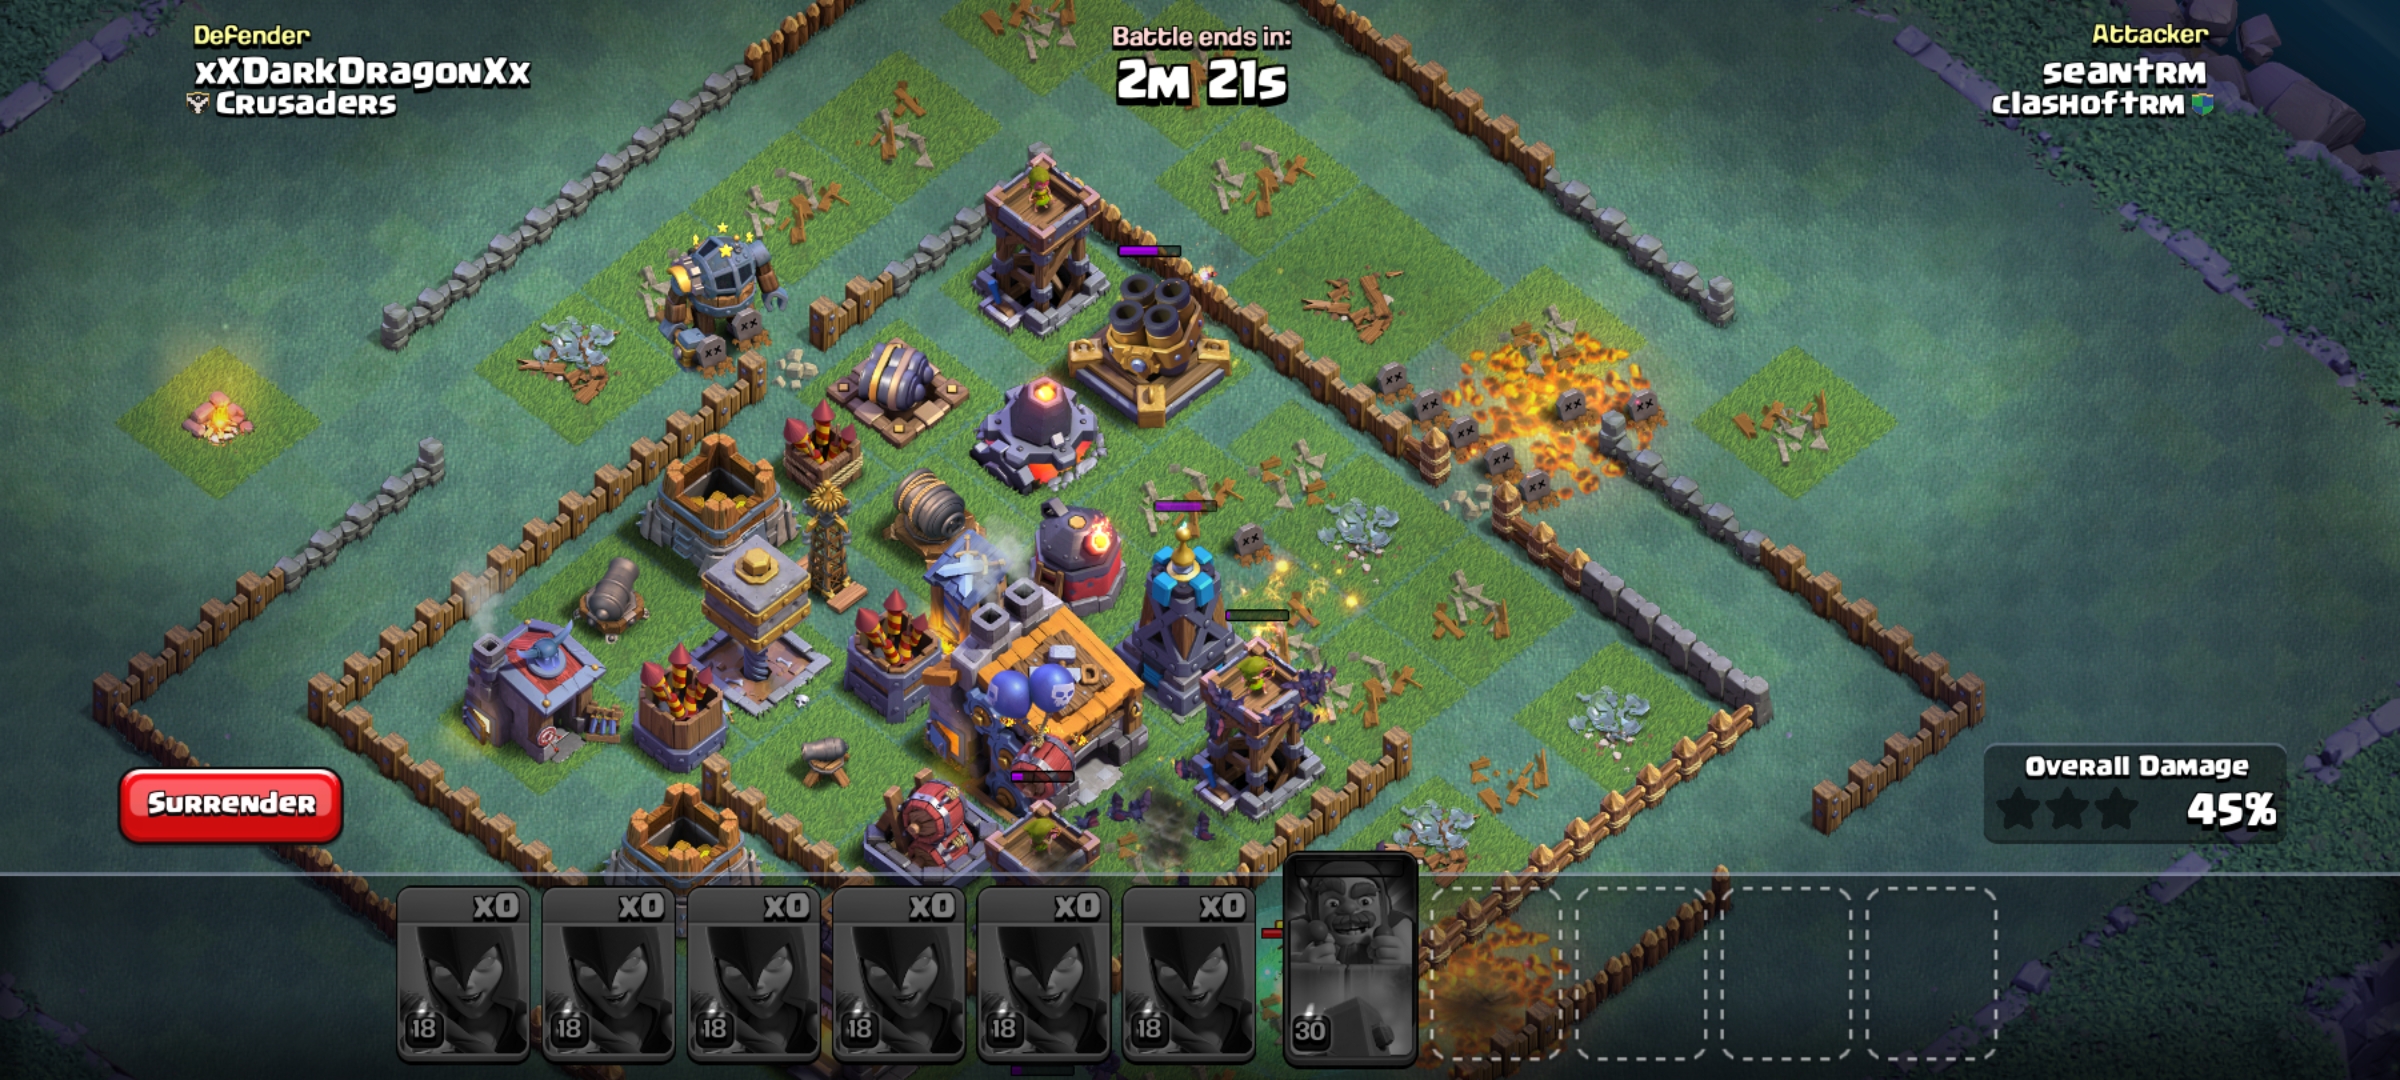 Defender
xXDarkDragonXx
Crusaders
Battle ends in:
2M 21s
Attacker
seantrm
clashoftrm
Surrender
Overall Damage
45%
x0 x0 x0 x0 x0 x0
18 18 18 18 18 18 30